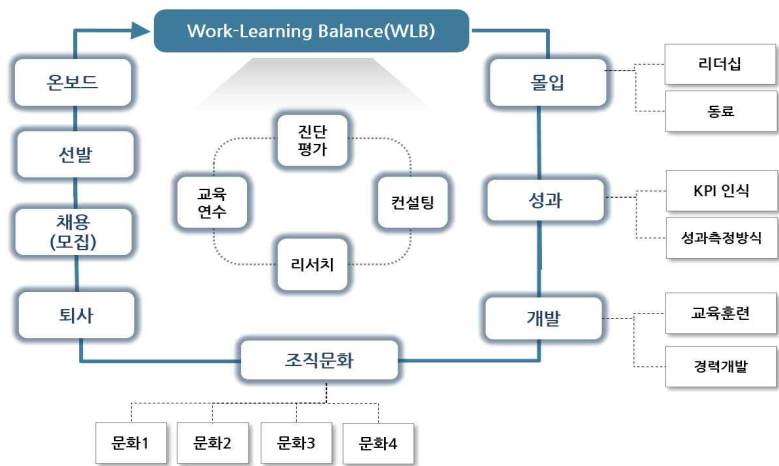 Work-Learning Balance(WLB)
온보드
선발
채용
(모집)
퇴사
진단
평가
교육
연수
컨설팅
리서치
몰입
리더십
동료
성과
KPI 인식
성과측정방식
개발
교육훈련
경력개발
조직문화
문화1
문화2
문화3
문화4